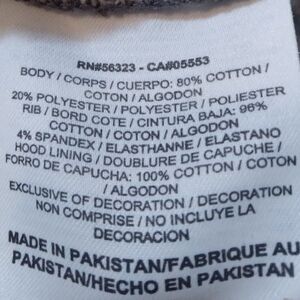 RN#56323 - CA#05553
BODY / CORPS / CUERPO: 80% COTTON /
COTON / ALGODON
20% POLYESTER / POLYESTER / POLIESTER
RIB / BORD COTE / CINTURA BAJA: 96%
COTTON / COTON / ALGODON
4% SPANDEX / ELASTHANNE / ELASTANO
HOOD LINING / DOUBLURE DE CAPUCHE /
FORRO DE CAPUCHA: 100% COTTON / COTON
/ ALGODON
EXCLUSIVE OF DECORATION / DECORATION
NON COMPRISE / NO INCLUYE LA
DECORACION
MADE IN PAKISTAN/FABRIQUE AU
PAKISTAN/HECHO EN PAKISTAN